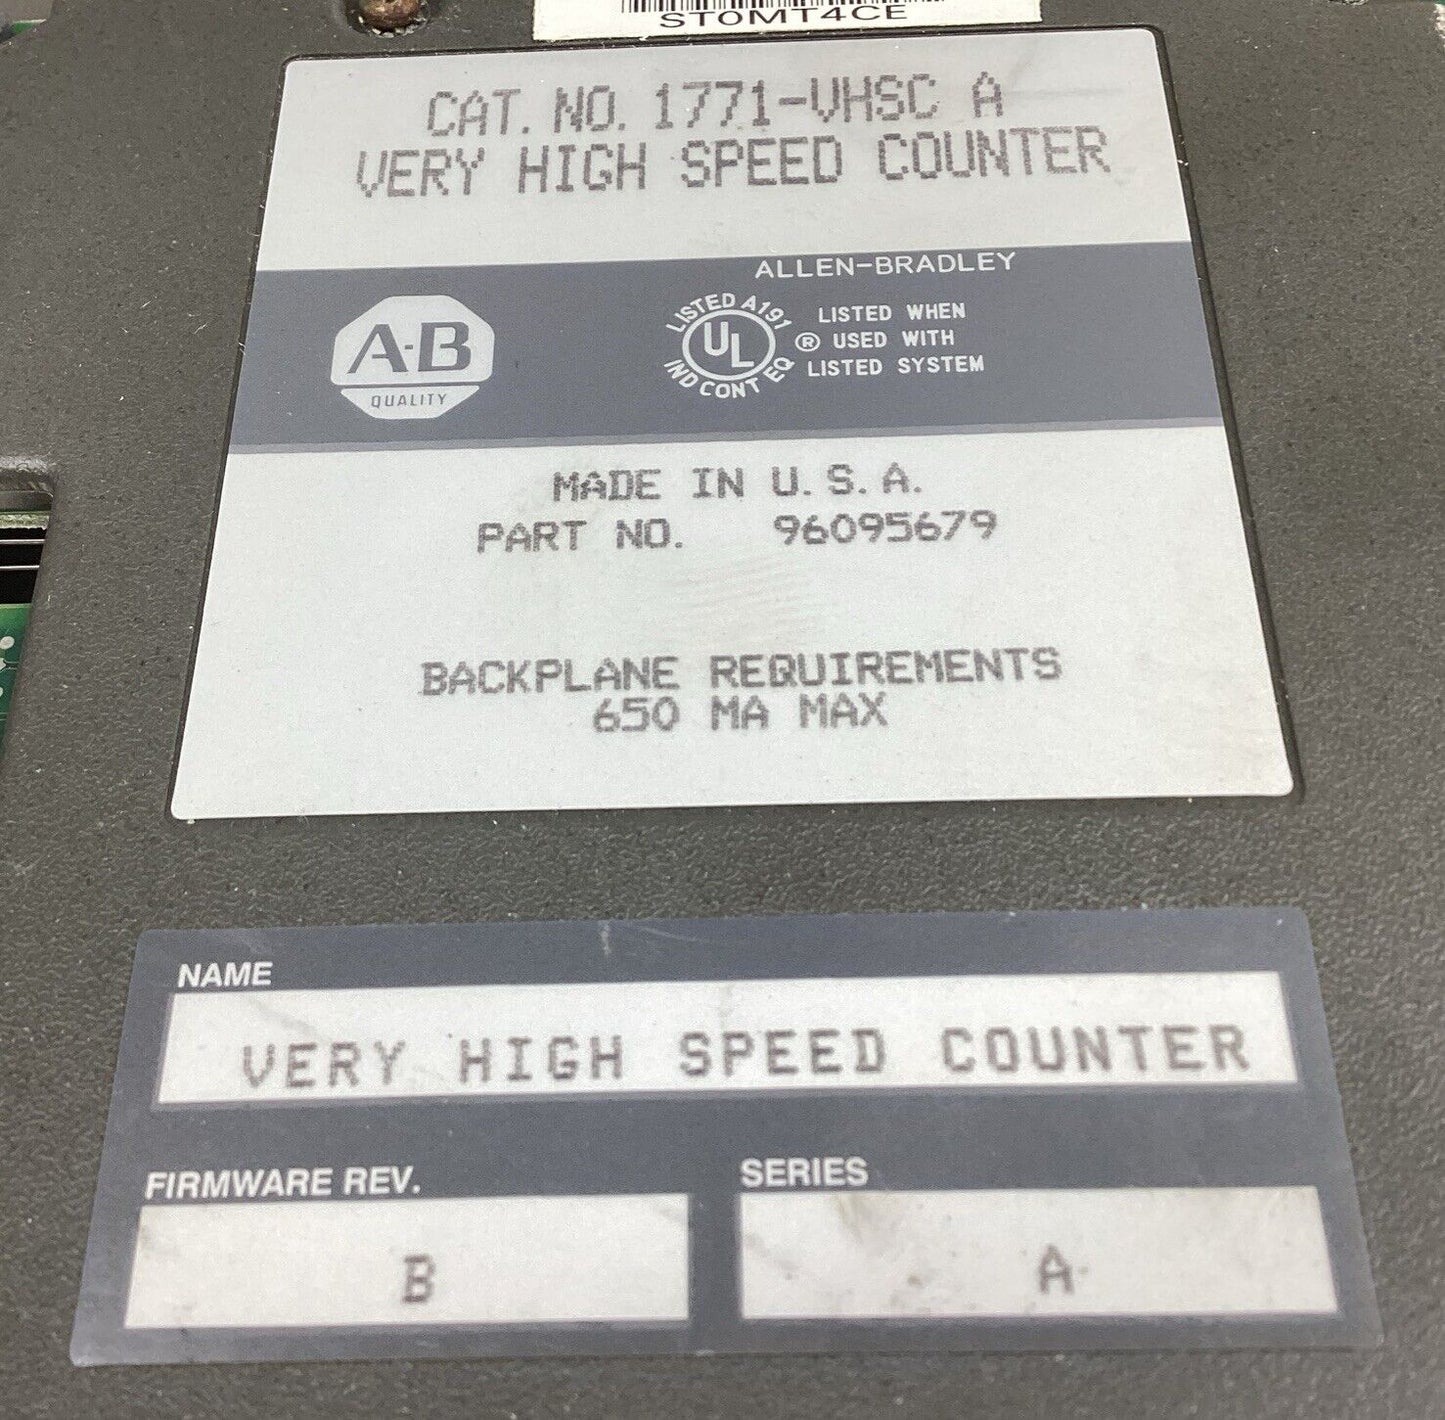 ST0MT4CE
CAT. NO. 1771-VHSC A
VERY HIGH SPEED COUNTER
ALLEN-BRADLEY
A-B
QUALITY
LISTED A191
UL
IND CONT EQ
®
LISTED WHEN
USED WITH
LISTED SYSTEM
MADE IN U.S.A.
PART NO. 96095679
BACKPLANE REQUIREMENTS
650 MA MAX
NAME
VERY HIGH SPEED COUNTER
FIRMWARE REV.
SERIES
B
A